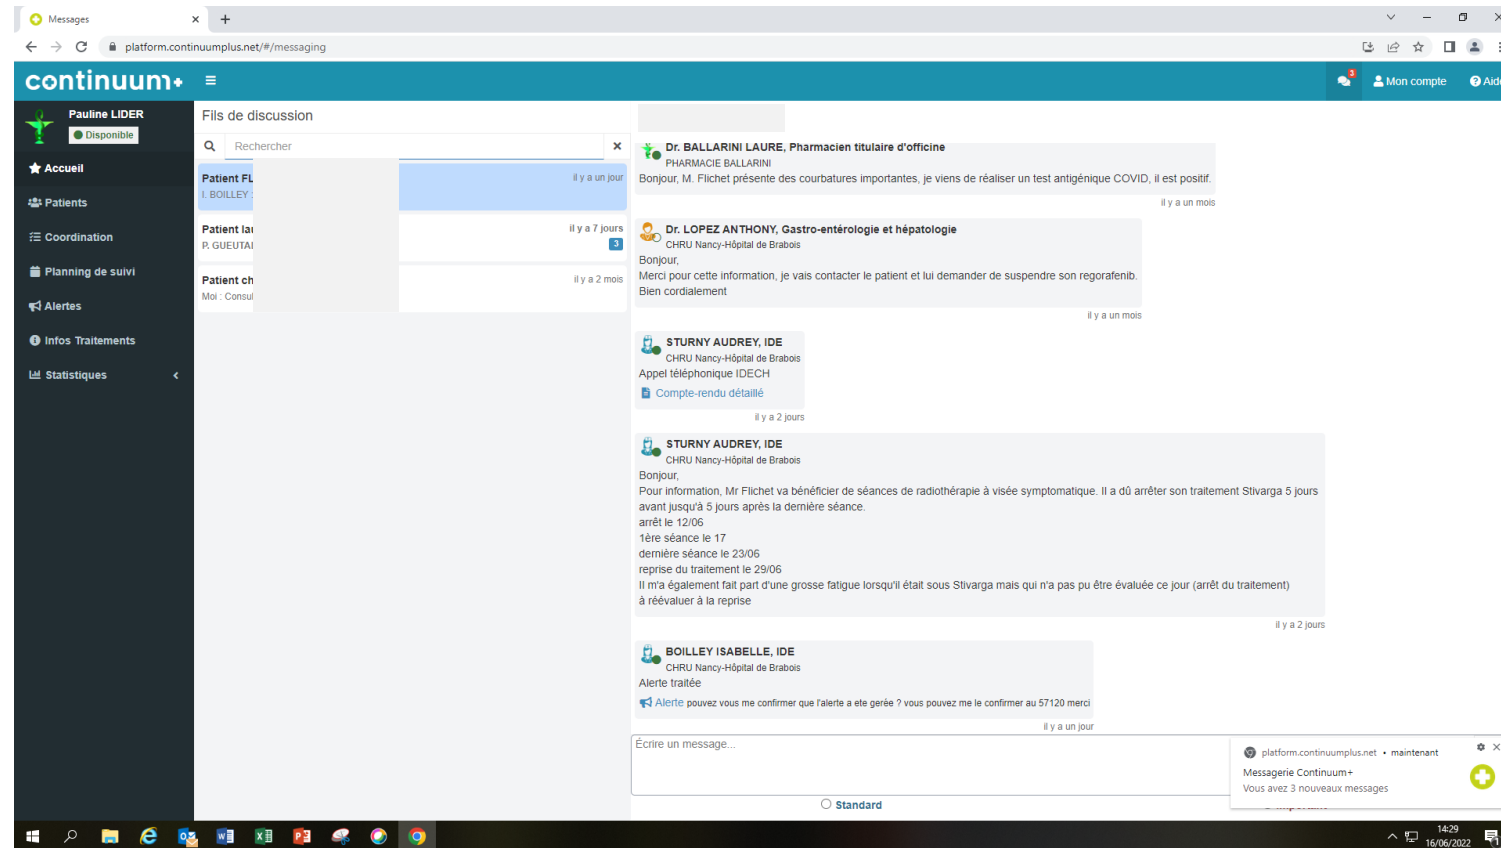 Messages
platform.continuumplus.net/#/messaging
continuum+
3
Mon compte
Aide
Pauline LIDER
Disponible
Accueil
Patients
Coordination
Planning de suivi
Alertes
Infos Traitements
Statistiques
Fils de discussion
Rechercher
Patient FL
il y a un jour
I. BOILLEY :
Patient lau
il y a 7 jours
P. GUEUTAI
3
Patient ch
il y a 2 mois
Moi : Consul
Dr. BALLARINI LAURE, Pharmacien titulaire d'officine
PHARMACIE BALLARINI
Bonjour, M. Flichet présente des courbatures importantes, je viens de réaliser un test antigénique COVID, il est positif.
il y a un mois
Dr. LOPEZ ANTHONY, Gastro-entérologie et hépatologie
CHRU Nancy-Hôpital de Brabois
Bonjour,
Merci pour cette information, je vais contacter le patient et lui demander de suspendre son regorafenib.
Bien cordialement
il y a un mois
STURNY AUDREY, IDE
CHRU Nancy-Hôpital de Brabois
Appel téléphonique IDECH
Compte-rendu détaillé
il y a 2 jours
STURNY AUDREY, IDE
CHRU Nancy-Hôpital de Brabois
Bonjour,
Pour information, Mr Flichet va bénéficier de séances de radiothérapie à visée symptomatique. Il a dû arrêter son traitement Stivarga 5 jours
avant jusqu'à 5 jours après la dernière séance.
arrêt le 12/06
1ère séance le 17
dernière séance le 23/06
reprise du traitement le 29/06
Il m'a également fait part d'une grosse fatigue lorsqu'il était sous Stivarga mais qui n'a pas pu être évaluée ce jour (arrêt du traitement)
à réévaluer à la reprise
il y a 2 jours
BOILLEY ISABELLE, IDE
CHRU Nancy-Hôpital de Brabois
Alerte traitée
Alerte pouvez vous me confirmer que l'alerte a ete gerée ? vous pouvez me le confirmer au 57120 merci
il y a un jour
Écrire un message...
Standard
platform.continuumplus.net • maintenant
Messagerie Continuum+
Vous avez 3 nouveaux messages
14:29
16/06/2022